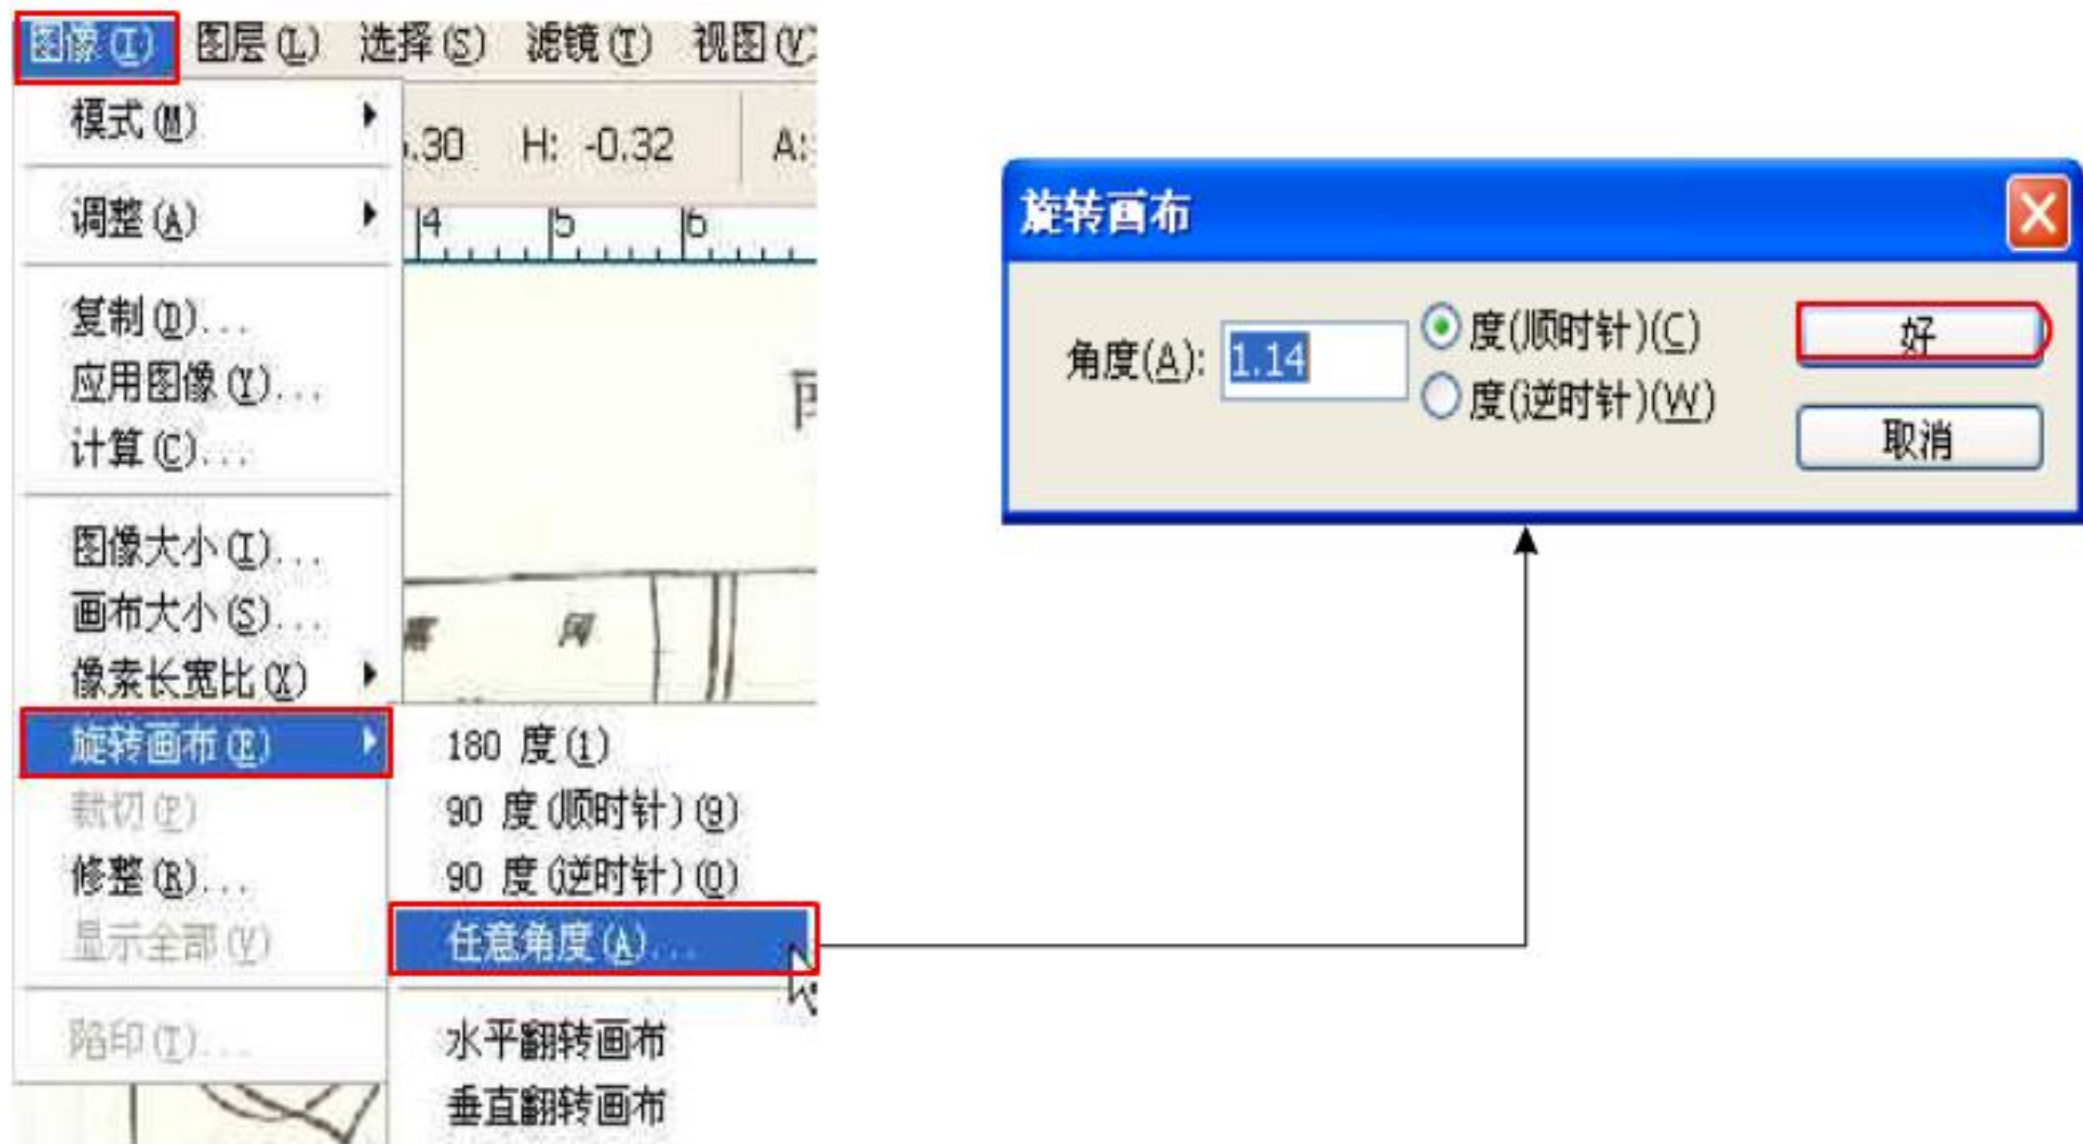 图像(I) 图层(L) 选择(S) 滤镜(T) 视图(V)
模式(M)
.30 H: -0.32 A:
调整(A)
4 5 6
复制(D)...
应用图像(Y)...
计算(C)...
图像大小(I)...
画布大小(S)...
像素长宽比(X)
旋转画布(E)
裁切(P)
修整(R)...
显示全部(V)
陷印(T)...
180 度(1)
90 度(顺时针)(9)
90 度(逆时针)(0)
任意角度(A)...
水平翻转画布
垂直翻转画布
旋转画布
角度(A): 1.14
度(顺时针)(C)
度(逆时针)(W)
好
取消